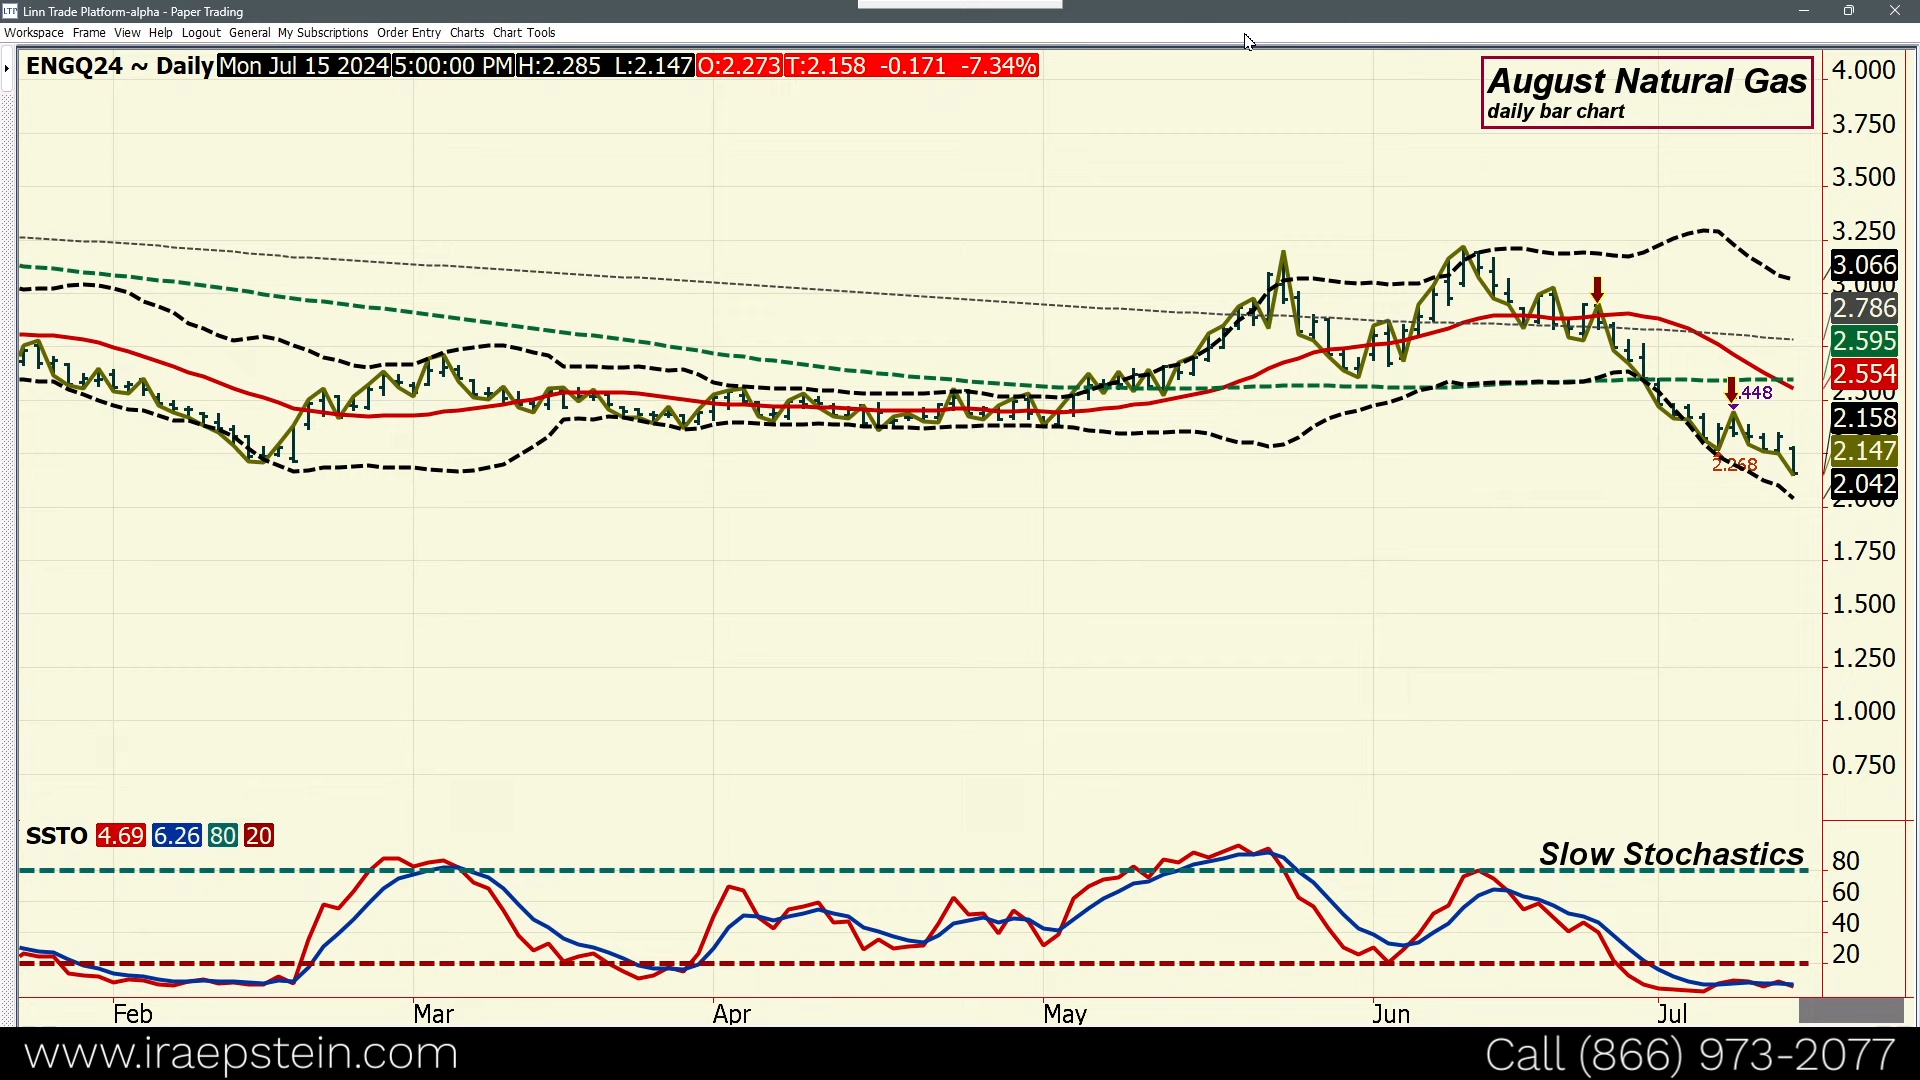 Linn Trade Platform-alpha - Paper Trading
Workspace Frame View Help Logout General My Subscriptions Order Entry Charts Chart Tools
ENGQ24 ~ Daily Mon Jul 15 2024 5:00:00 PM H:2.285 L:2.147 O:2.273 T:2.158 -0.171 -7.34%
August Natural Gas
daily bar chart
4.000
3.750
3.500
3.250
3.066
3.000
2.786
2.595
2.554
2.500
2.158
2.147
2.042
2.000
1.750
1.500
1.250
1.000
0.750
.448
2.268
SSTO 4.69 6.26 80 20
Slow Stochastics
80
60
40
20
Feb Mar Apr May Jun Jul
www.iraepstein.com Call (866) 973-2077